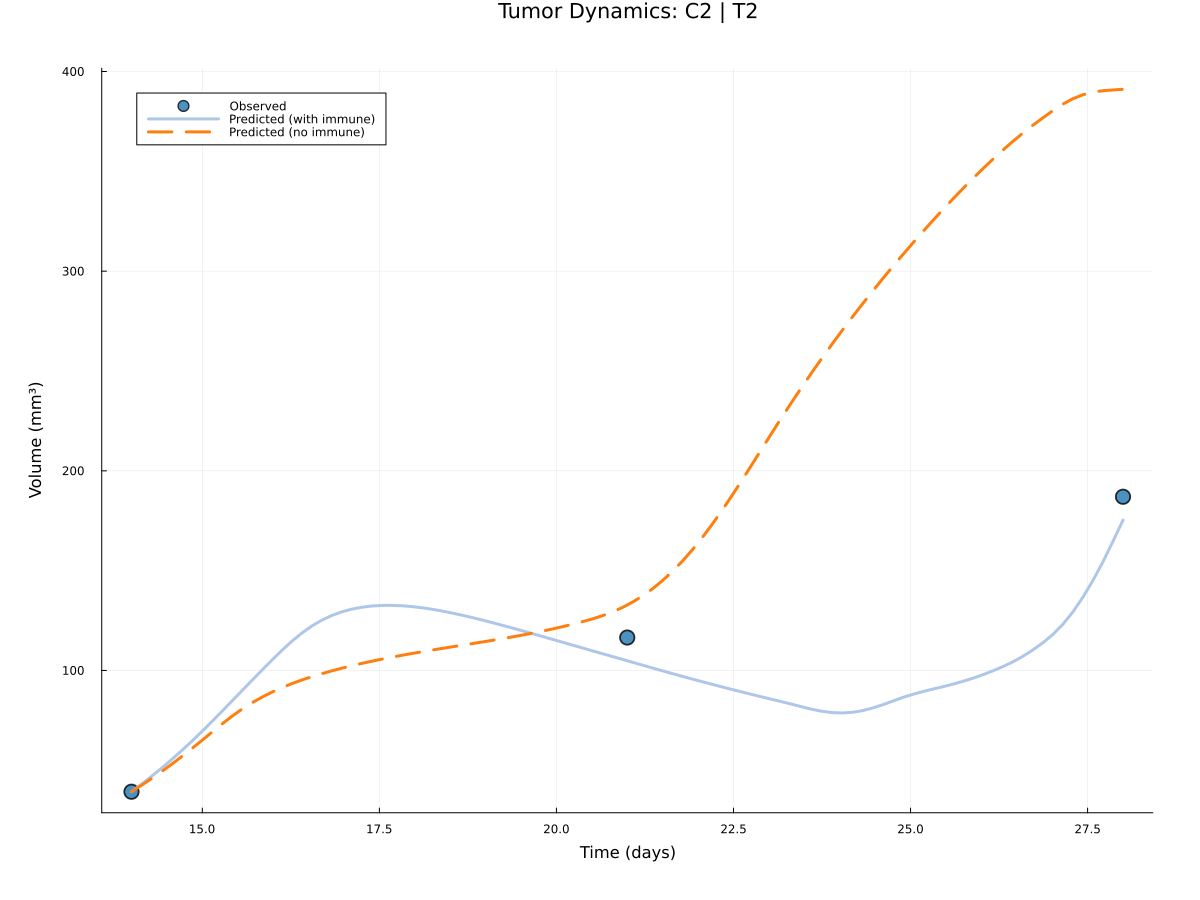 Tumor Dynamics: C2 | T2
400
300
200
100
Observed
Predicted (with immune)
Predicted (no immune)
Volume (mm³)
15.0 17.5 20.0 22.5 25.0 27.5
Time (days)